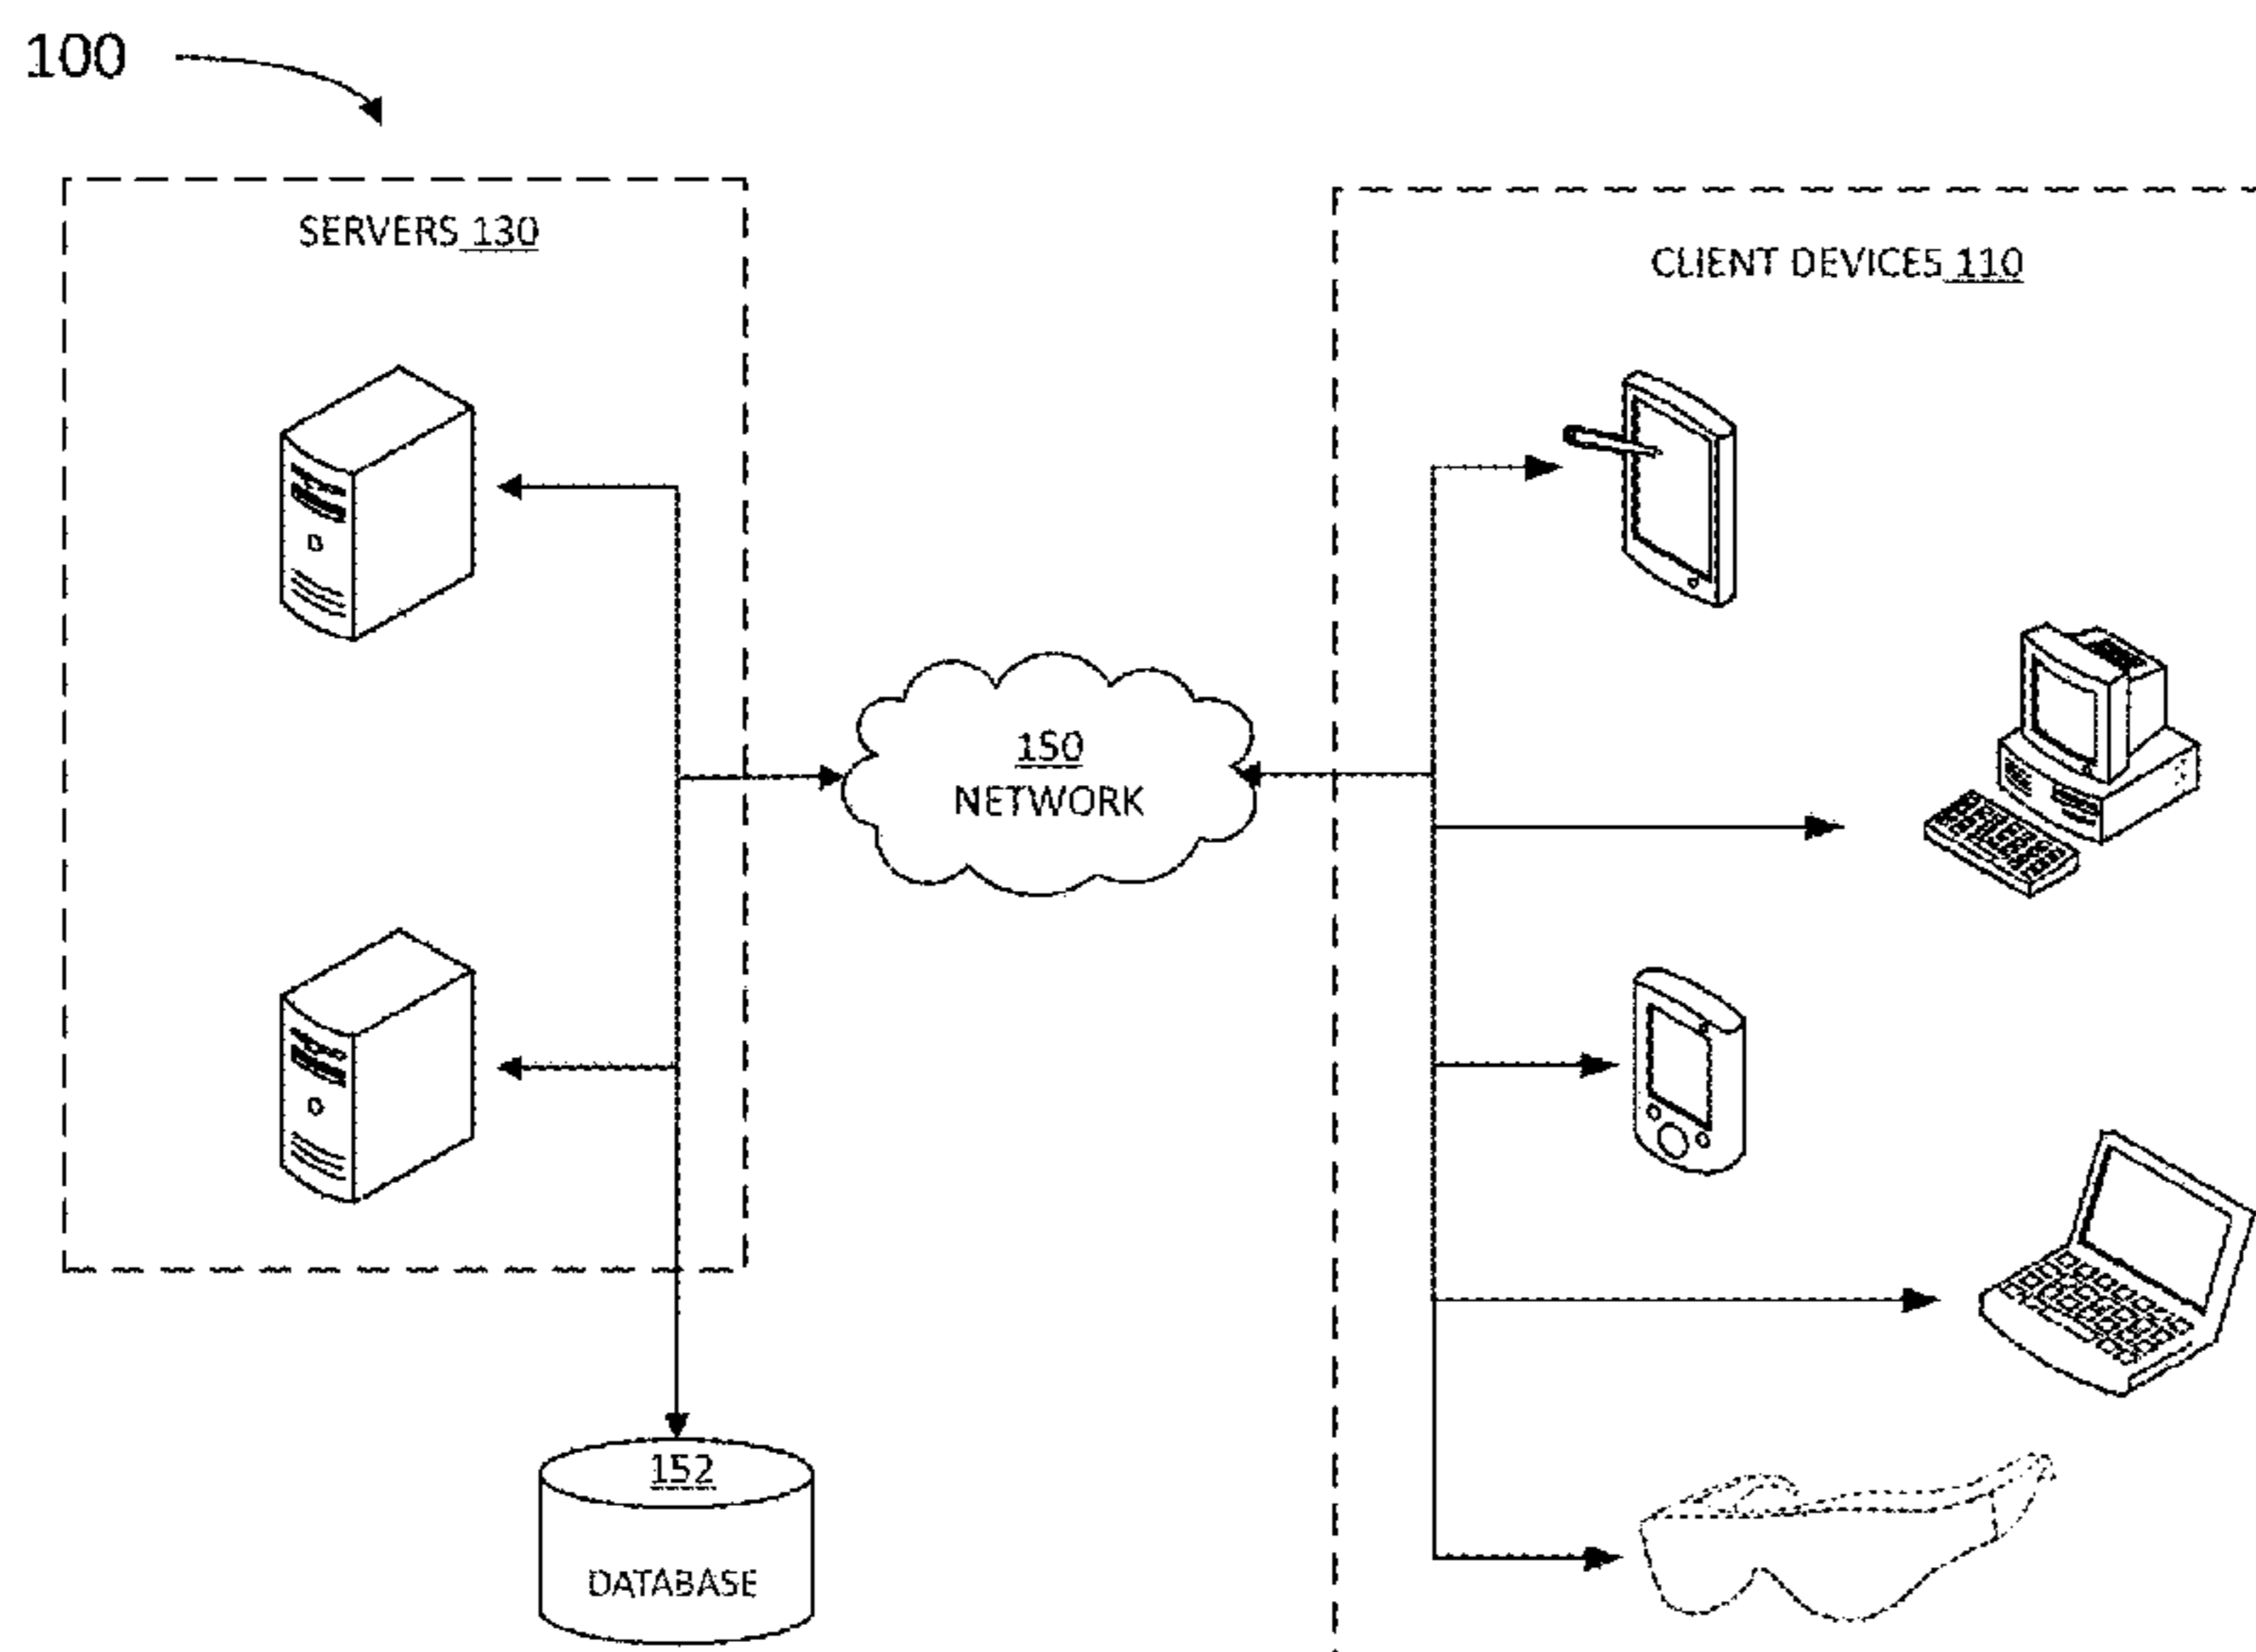 100
SERVERS 130
CLIENT DEVICES 110
150
NETWORK
152
DATABASE